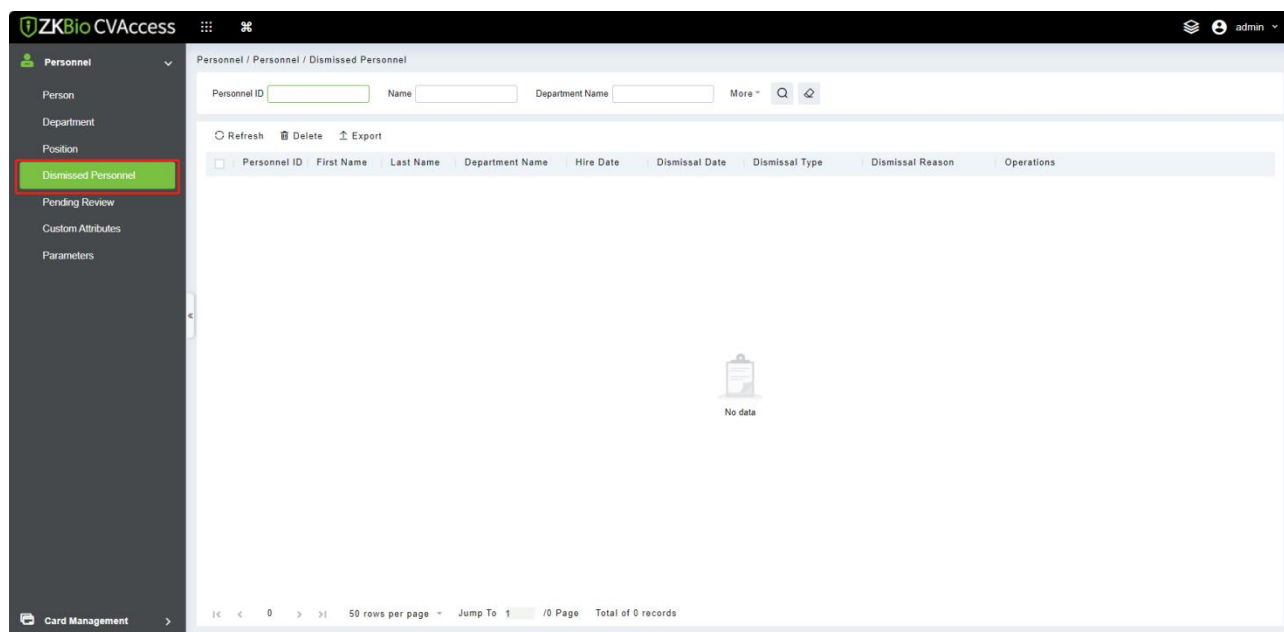 ZKBio CVAccess
admin
Personnel
Person
Department
Position
Dismissed Personnel
Pending Review
Custom Attributes
Parameters
Card Management
Personnel / Personnel / Dismissed Personnel
Personnel ID Name Department Name More
Refresh Delete Export
Personnel ID First Name Last Name Department Name Hire Date Dismissal Date Dismissal Type Dismissal Reason Operations
No data
0 50 rows per page Jump To 1 /0 Page Total of 0 records